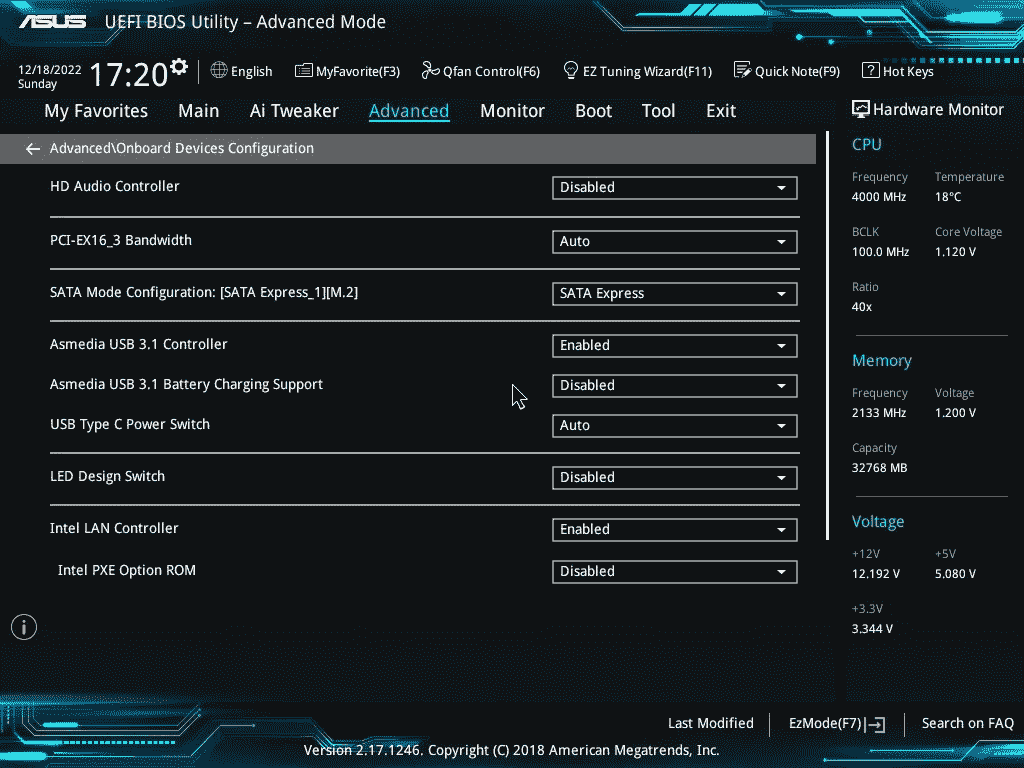 ASUS UEFI BIOS Utility – Advanced Mode
12/18/2022 Sunday 17:20 English MyFavorite(F3) Qfan Control(F6) EZ Tuning Wizard(F11) Quick Note(F9) ? Hot Keys
My Favorites Main Ai Tweaker Advanced Monitor Boot Tool Exit
Advanced\Onboard Devices Configuration
HD Audio Controller Disabled
PCI-EX16_3 Bandwidth Auto
SATA Mode Configuration: [SATA Express_1][M.2] SATA Express
Asmedia USB 3.1 Controller Enabled
Asmedia USB 3.1 Battery Charging Support Disabled
USB Type C Power Switch Auto
LED Design Switch Disabled
Intel LAN Controller Enabled
Intel PXE Option ROM Disabled
Hardware Monitor
CPU
Frequency Temperature
4000 MHz 18°C
BCLK Core Voltage
100.0 MHz 1.120 V
Ratio
40x
Memory
Frequency Voltage
2133 MHz 1.200 V
Capacity
32768 MB
Voltage
+12V +5V
12.192 V 5.080 V
+3.3V
3.344 V
Last Modified EzMode(F7) Search on FAQ
Version 2.17.1246. Copyright (C) 2018 American Megatrends, Inc.